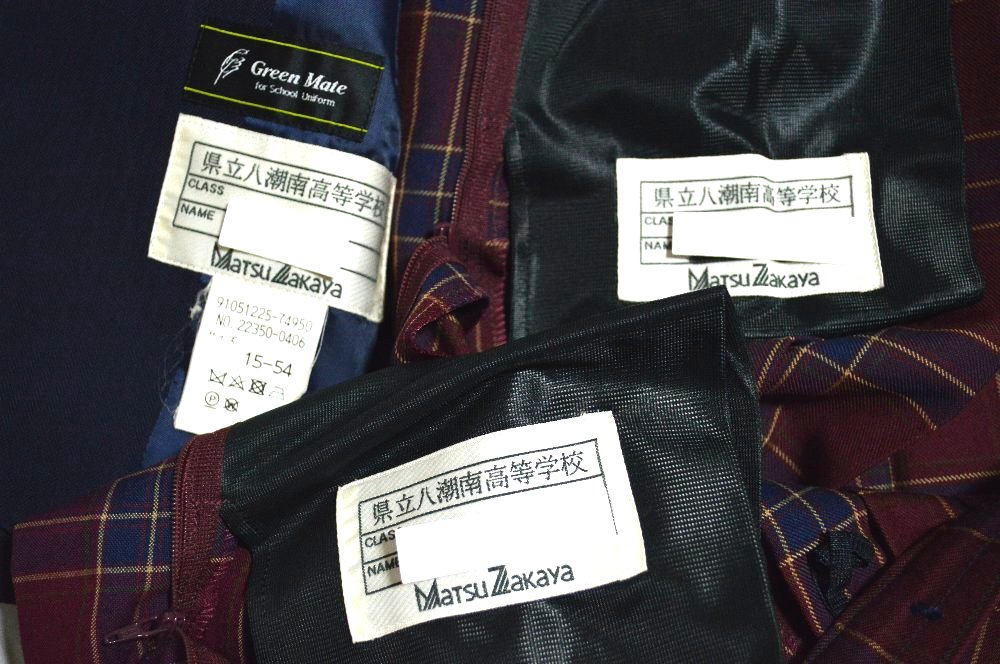 Green Mate
for School Uniform
県立八潮南高等学校
CLASS
NAME
MatsuZakaya
91051225-74950
NO. 22350-0406
15-54
県立八潮南高等学校
CLAS
NAM
MatsuZakaya
県立八潮南高等学校
CLAS
NAME
MatsuZakaya